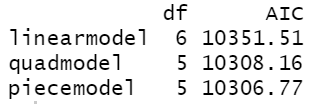 df AIC
linearmodel 6 10351.51
quadmodel 5 10308.16
piecemodel 5 10306.77